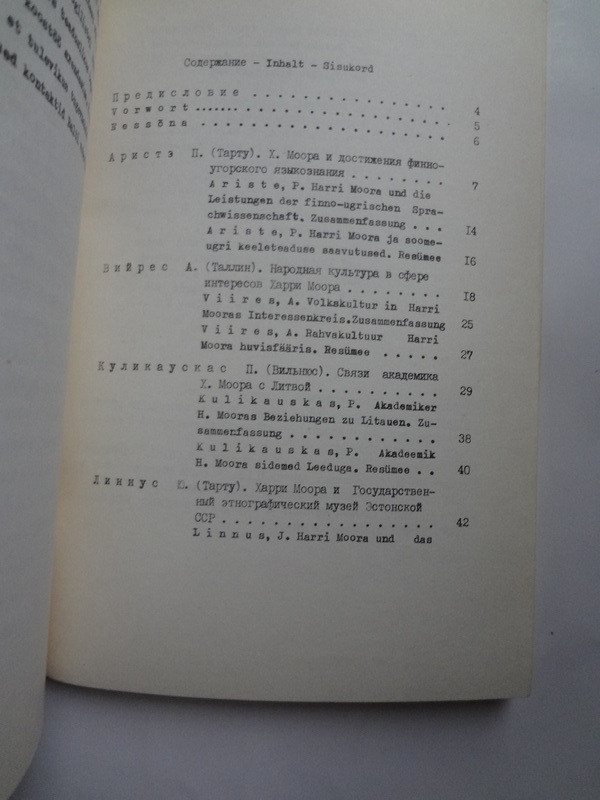 et tulevikus
kontaktid
Содержание - Inhalt - Sisukord
Предисловие . . . . . . . . . . . . . . . 4
Vorwort ....... . . . . . . . . . . . . . 5
Eessõna . . . . . . . . . . . . . . . . . 6
Аристэ П. (Тарту). Х. Моора и достижения финно-
угорского языкознания . . . . . . . . 7
Ariste, P. Harri Moora und die
Leistungen der finno-ugrischen Spra-
chwissenschaft. Zusammenfassung . . . 14
Ariste, P. Harri Moora ja soome-
ugri keeleteaduse saavutused. Resümee 16
Вийрес А. (Таллин). Народная культура в сфере
интересов Харри Моора . . . . . . . . 18
Viires, A. Volkskultur in Harri
Mooras Interessenkreis.Zusammenfassung 25
Viires, A. Rahvakultuur Harri
Moora huvisfääris. Resümee . . . . . 27
Куликаускас П. (Вильнюс). Связи академика
Х. Моора с Литвой . . . . . . . . . . 29
Kulikauskas, P. Akademiker
H. Mooras Beziehungen zu Litauen. Zu-
sammenfassung . . . . . . . . . . . . 38
Kulikauskas, P. Akadeemik
H. Moora sidemed Leeduga. Resümee . . 40
Линнус Ю. (Тарту). Харри Моора и Государствен-
ный этнографический музей Эстонской
ССР . . . . . . . . . . . . . . . . . 42
Linnus, J. Harri Moora und das